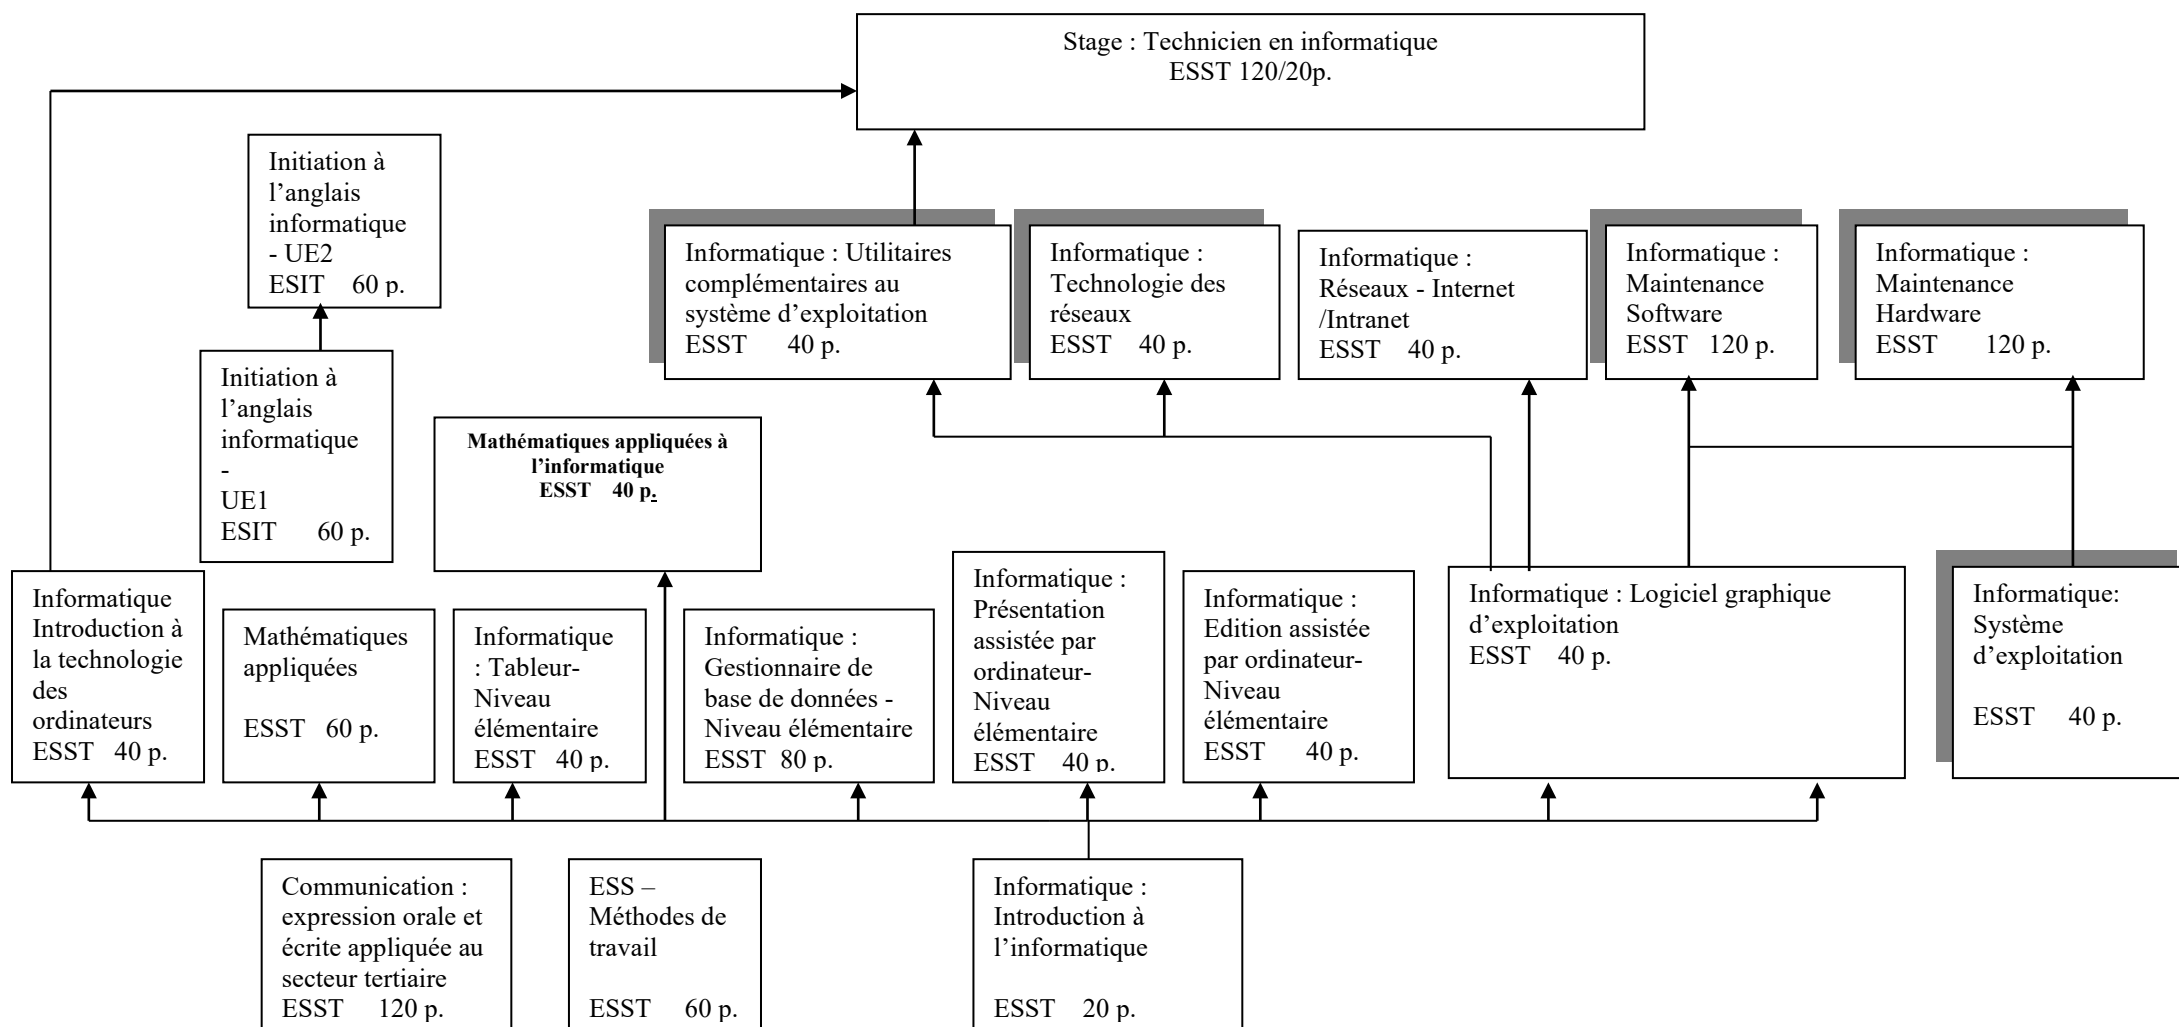 Stage : Technicien en informatique
ESST 120/20p.
Initiation à
l’anglais
informatique
- UE2
ESIT 60 p.
Informatique : Utilitaires
complémentaires au
système d’exploitation
ESST 40 p.
Informatique :
Technologie des
réseaux
ESST 40 p.
Informatique :
Réseaux - Internet
/Intranet
ESST 40 p.
Informatique :
Maintenance
Software
ESST 120 p.
Informatique :
Maintenance
Hardware
ESST 120 p.
Initiation à
l’anglais
informatique
-
UE1
ESIT 60 p.
Mathématiques appliquées à
l’informatique
ESST 40 p.
Informatique
Introduction à
la technologie
des
ordinateurs
ESST 40 p.
Mathématiques
appliquées
ESST 60 p.
Informatique
: Tableur-
Niveau
élémentaire
ESST 40 p.
Informatique :
Gestionnaire de
base de données -
Niveau élémentaire
ESST 80 p.
Informatique :
Présentation
assistée par
ordinateur-
Niveau
élémentaire
ESST 40 p.
Informatique :
Edition assistée
par ordinateur-
Niveau
élémentaire
ESST 40 p.
Informatique : Logiciel graphique
d’exploitation
ESST 40 p.
Informatique:
Système
d’exploitation
ESST 40 p.
Communication :
expression orale et
écrite appliquée au
secteur tertiaire
ESST 120 p.
ESS –
Méthodes de
travail
ESST 60 p.
Informatique :
Introduction à
l’informatique
ESST 20 p.